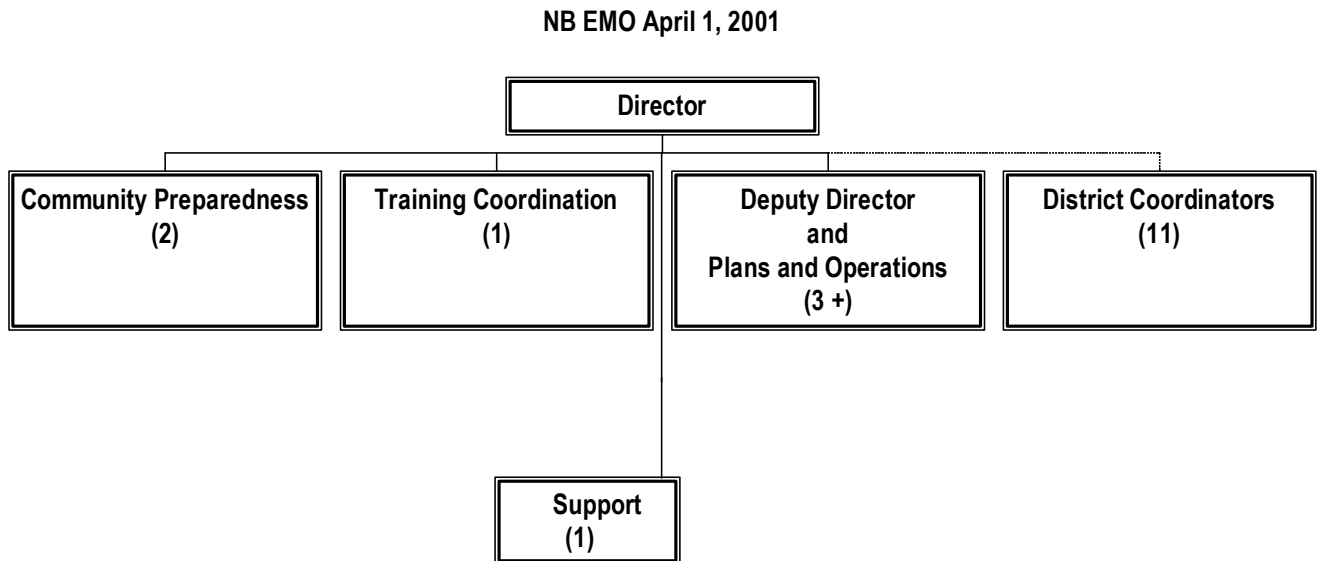 NB EMO April 1, 2001
Director
Community Preparedness
(2)
Training Coordination
(1)
Deputy Director
and
Plans and Operations
(3 +)
District Coordinators
(11)
Support
(1)